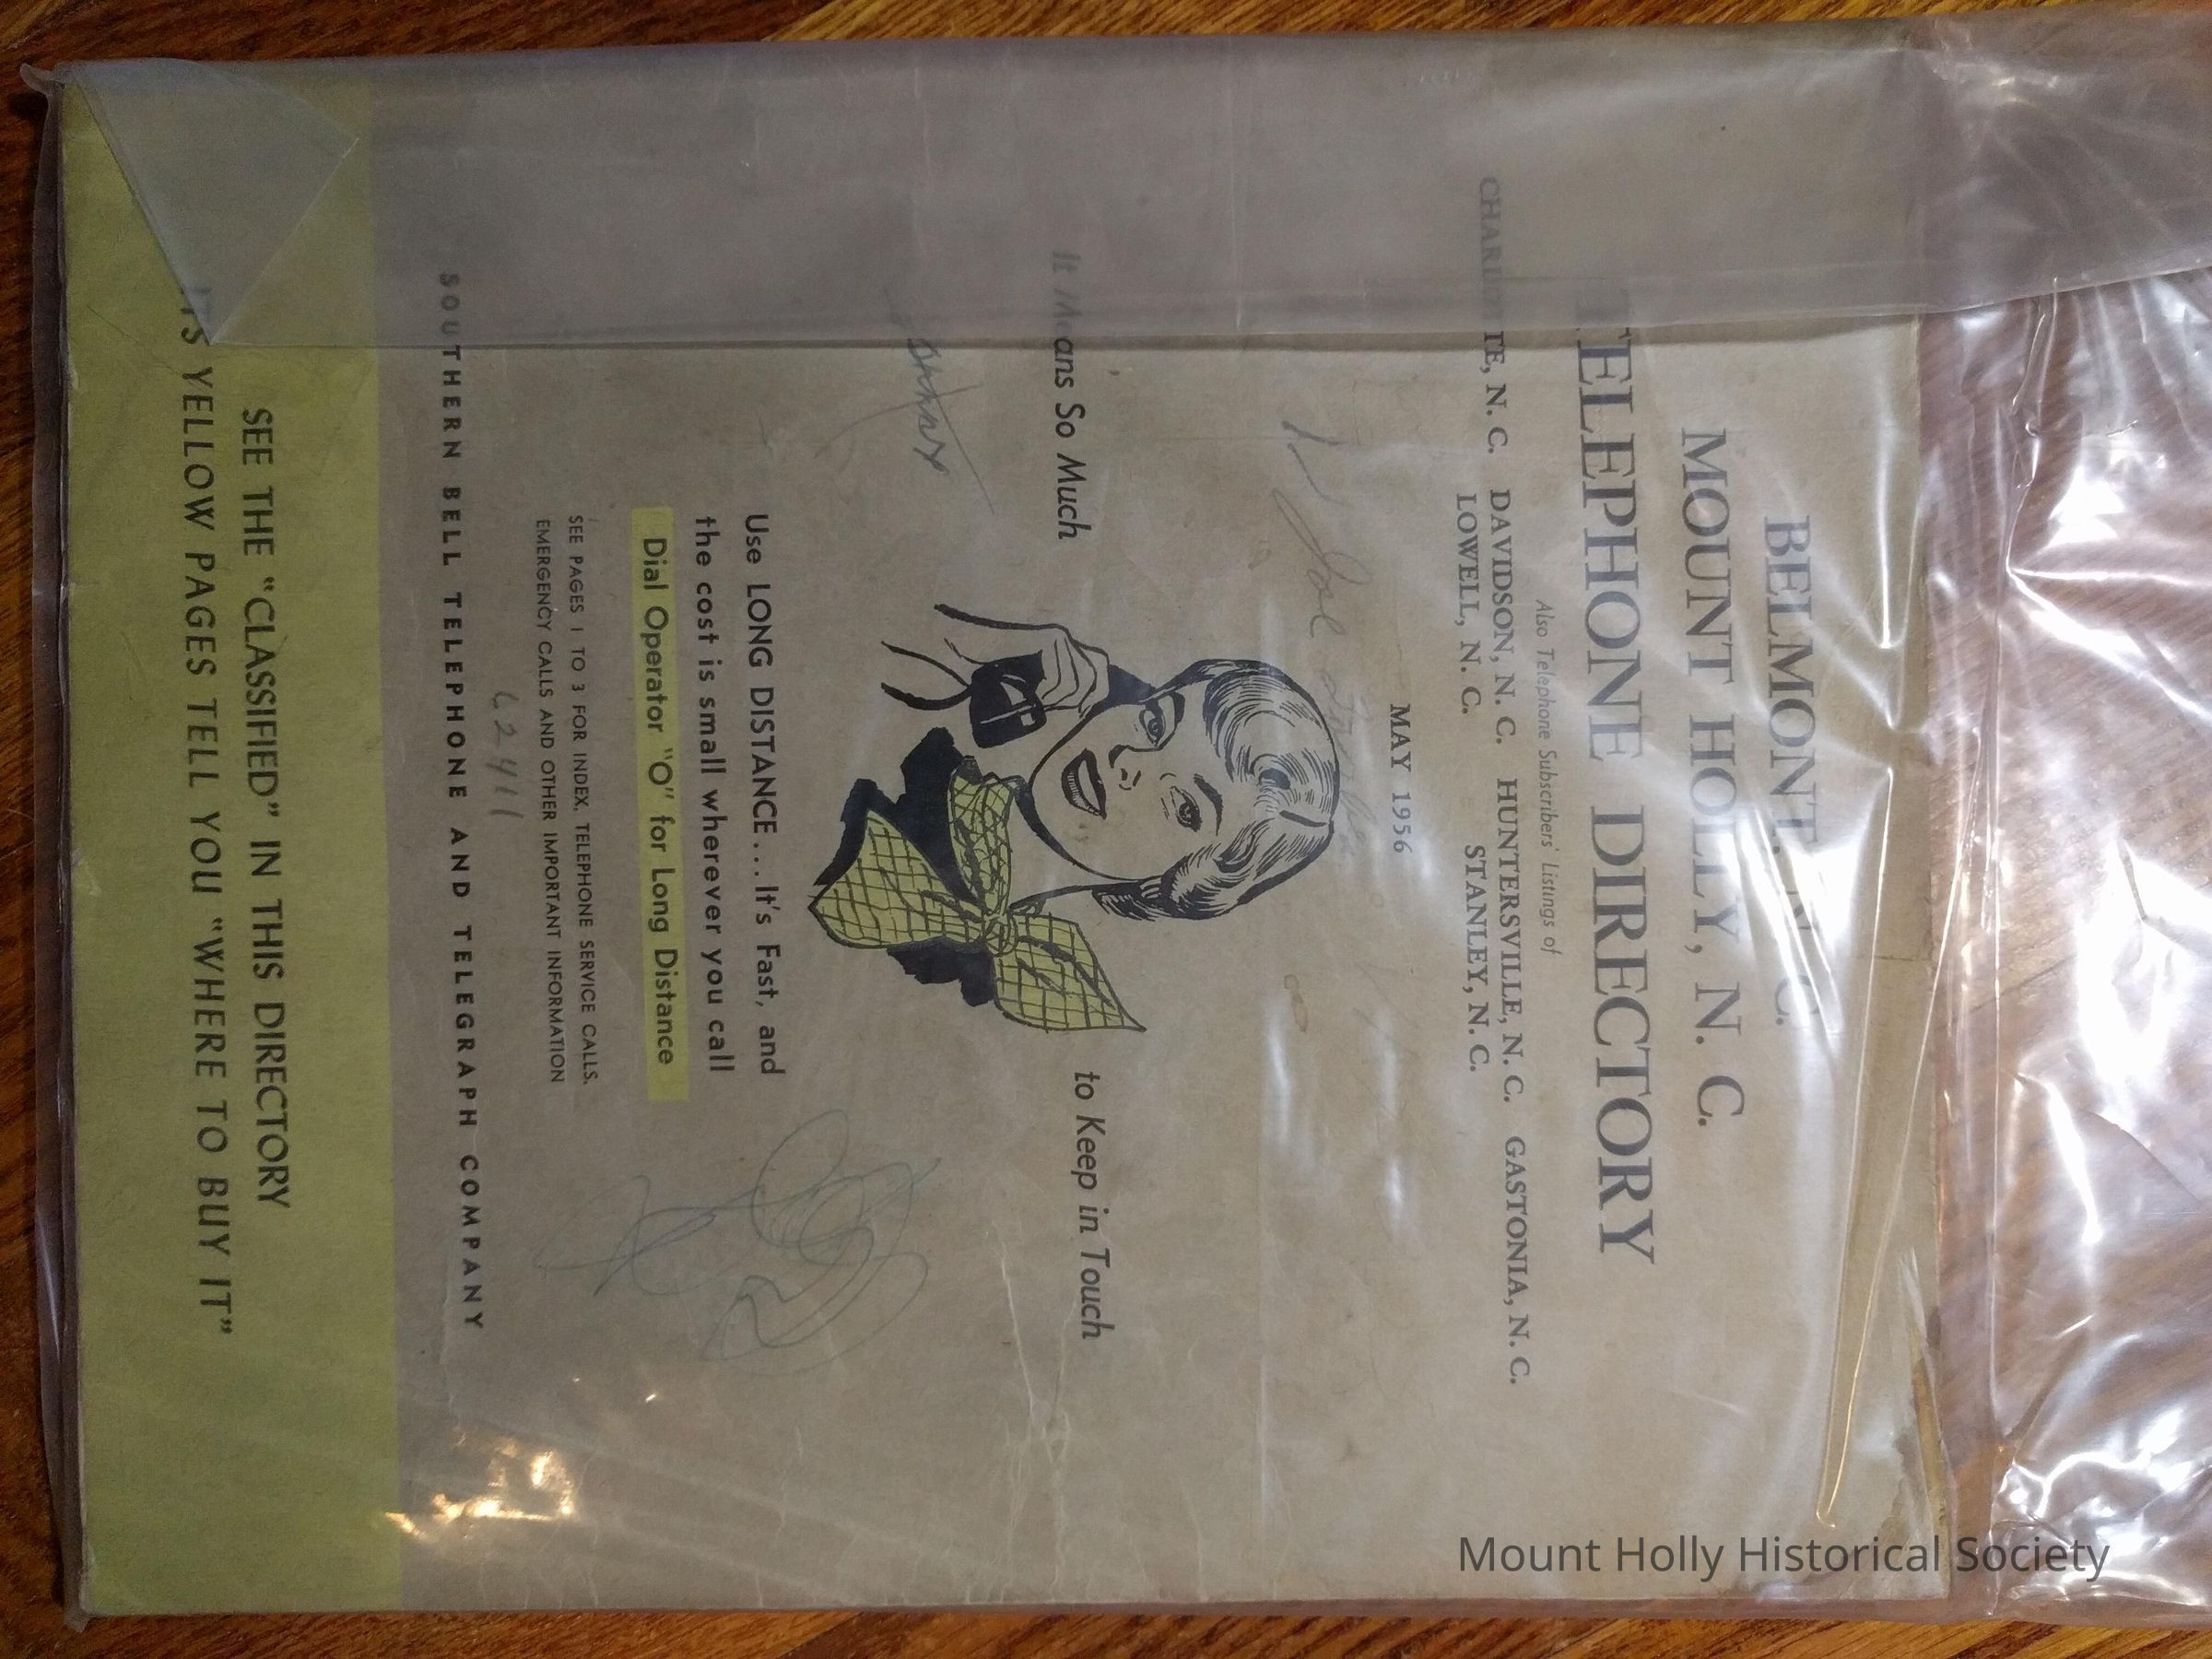 BELMONT, N. C.
MOUNT HOLLY, N. C.
TELEPHONE DIRECTORY
Also Telephone Subscribers' Listings of
CHARLOTTE, N. C. DAVIDSON, N. C. HUNTERSVILLE, N. C. GASTONIA, N. C.
LOWELL, N. C. STANLEY, N. C.
MAY 1956
It Means So Much
to Keep in Touch
Use LONG DISTANCE... It's Fast, and
the cost is small wherever you call
Dial Operator "O" for Long Distance
SEE PAGES 1 TO 3 FOR INDEX, TELEPHONE SERVICE CALLS,
EMERGENCY CALLS AND OTHER IMPORTANT INFORMATION
62411
SOUTHERN BELL TELEPHONE AND TELEGRAPH COMPANY
SEE THE "CLASSIFIED" IN THIS DIRECTORY
ITS YELLOW PAGES TELL YOU "WHERE TO BUY IT"
Mount Holly Historical Society